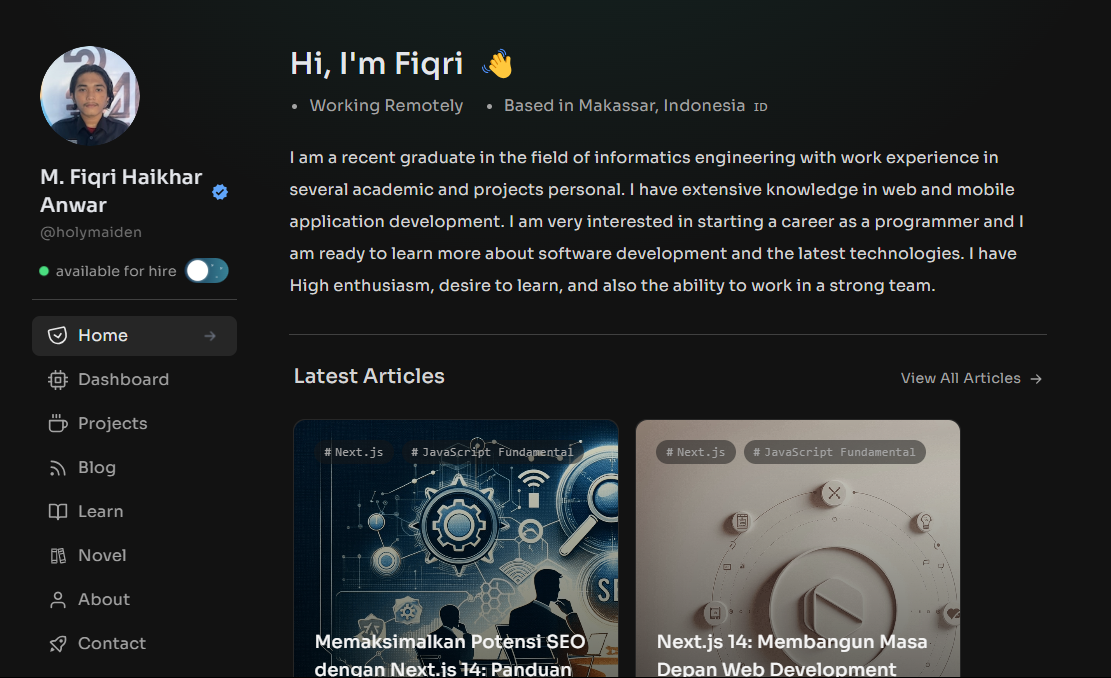 M. Fiqri Haikhar
Anwar
@holymaiden
available for hire
Home
Dashboard
Projects
Blog
Learn
Novel
About
Contact
Hi, I'm Fiqri 👋
• Working Remotely • Based in Makassar, Indonesia ID
I am a recent graduate in the field of informatics engineering with work experience in
several academic and projects personal. I have extensive knowledge in web and mobile
application development. I am very interested in starting a career as a programmer and I
am ready to learn more about software development and the latest technologies. I have
High enthusiasm, desire to learn, and also the ability to work in a strong team.
Latest Articles
View All Articles →
# Next.js # JavaScript Fundamental
SE
Memaksimalkan Potensi SEO
dengan Next.js 14: Panduan
# Next.js # JavaScript Fundamental
Next.js 14: Membangun Masa
Depan Web Development